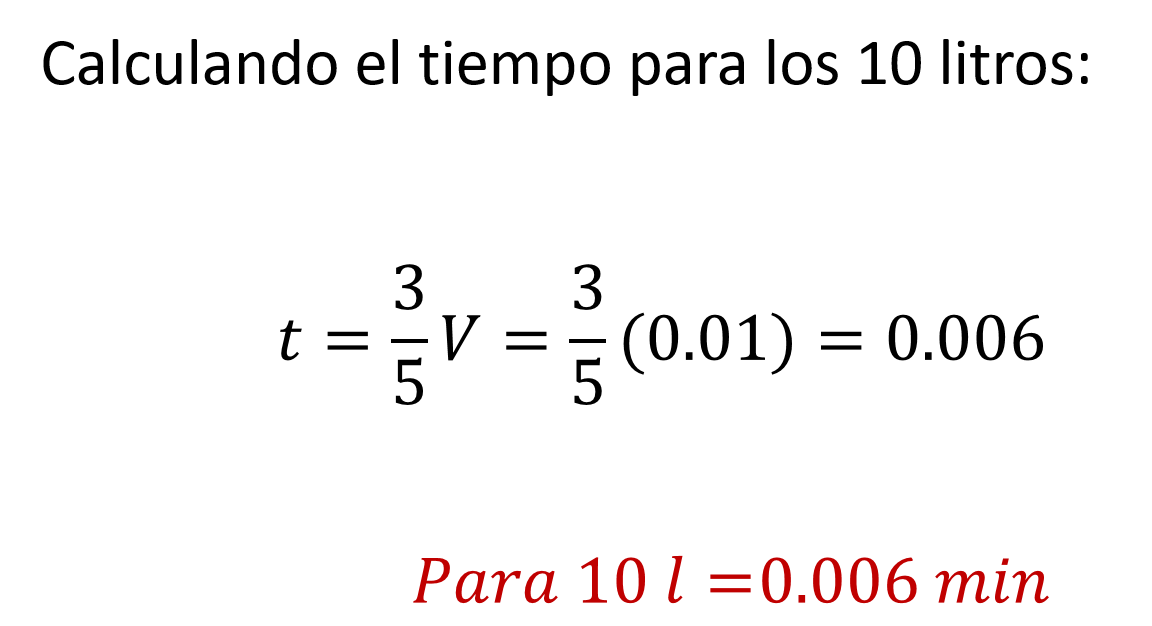 Calculando el tiempo para los 10 litros:
t = 3/5 V = 3/5 (0.01) = 0.006
Para 10 l =0.006 min